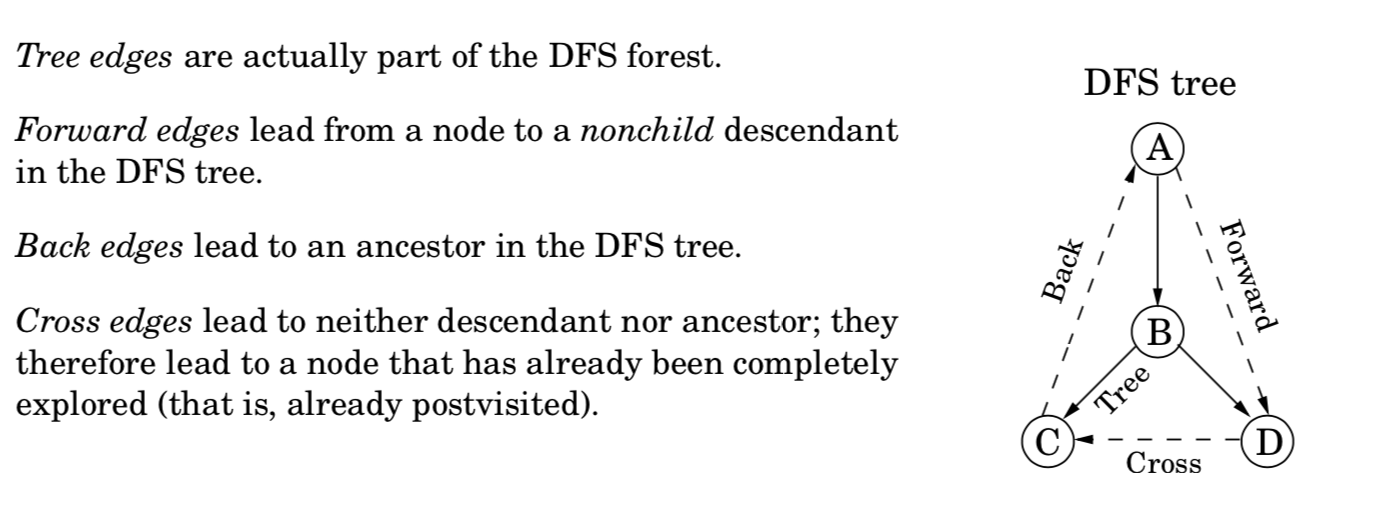 Tree edges are actually part of the DFS forest.
Forward edges lead from a node to a nonchild descendant
in the DFS tree.
Back edges lead to an ancestor in the DFS tree.
Cross edges lead to neither descendant nor ancestor; they
therefore lead to a node that has already been completely
explored (that is, already postvisited).
DFS tree
A
Back
Forward
B
Tree
C
D
Cross